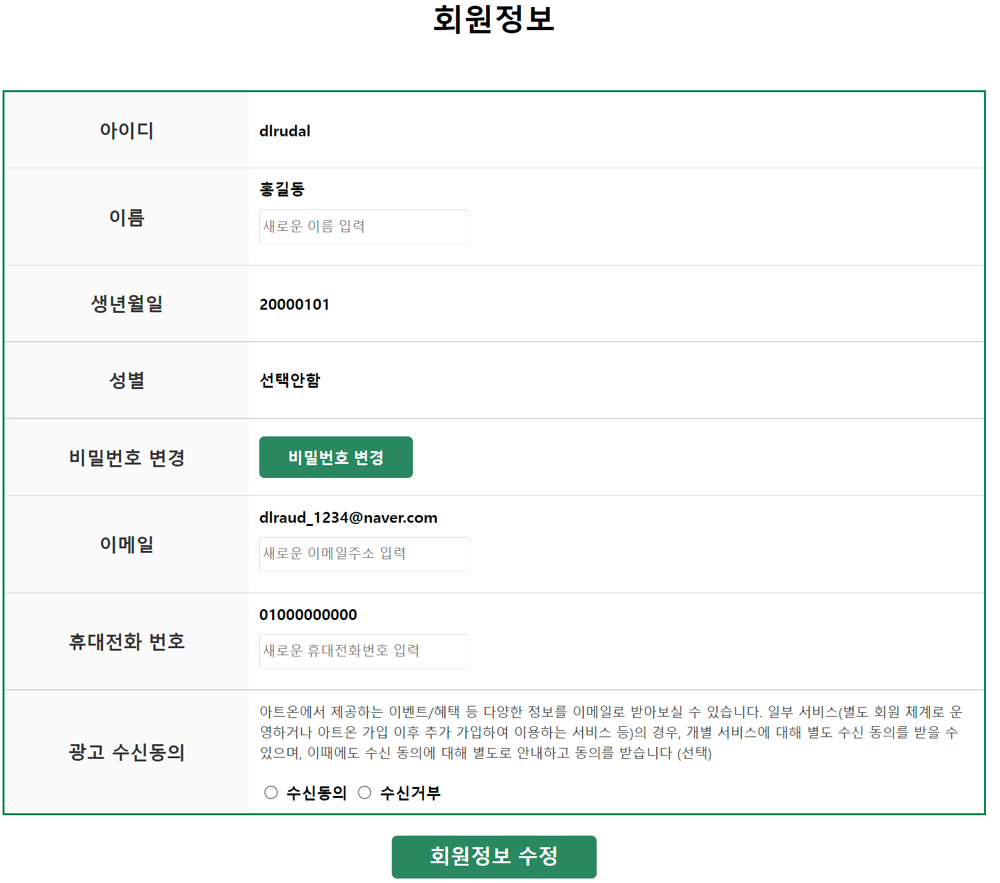 회원정보
아이디
dlrudal
이름
홍길동
새로운 이름 입력
생년월일
20000101
성별
선택안함
비밀번호 변경
비밀번호 변경
이메일
dlraud_1234@naver.com
새로운 이메일주소 입력
휴대전화 번호
01000000000
새로운 휴대전화번호 입력
광고 수신동의
아트온에서 제공하는 이벤트/혜택 등 다양한 정보를 이메일로 받아보실 수 있습니다. 일부 서비스(별도 회원 체계로 운
영하거나 아트온 가입 이후 추가 가입하여 이용하는 서비스 등)의 경우, 개별 서비스에 대해 별도 수신 동의를 받을 수
있으며, 이때에도 수신 동의에 대해 별도로 안내하고 동의를 받습니다 (선택)
수신동의 수신거부
회원정보 수정